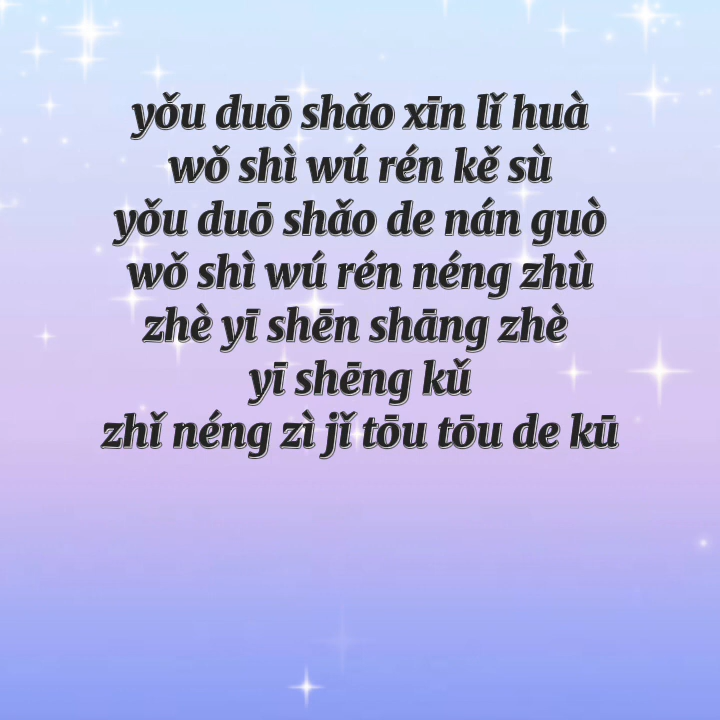 yǒu duō shǎo xīn lǐ huà
wǒ shì wú rén kě sù
yǒu duō shǎo de nán guò
wǒ shì wú rén néng zhù
zhè yī shēn shāng zhè
yī shēng kǔ
zhǐ néng zì jǐ tōu tōu de kū